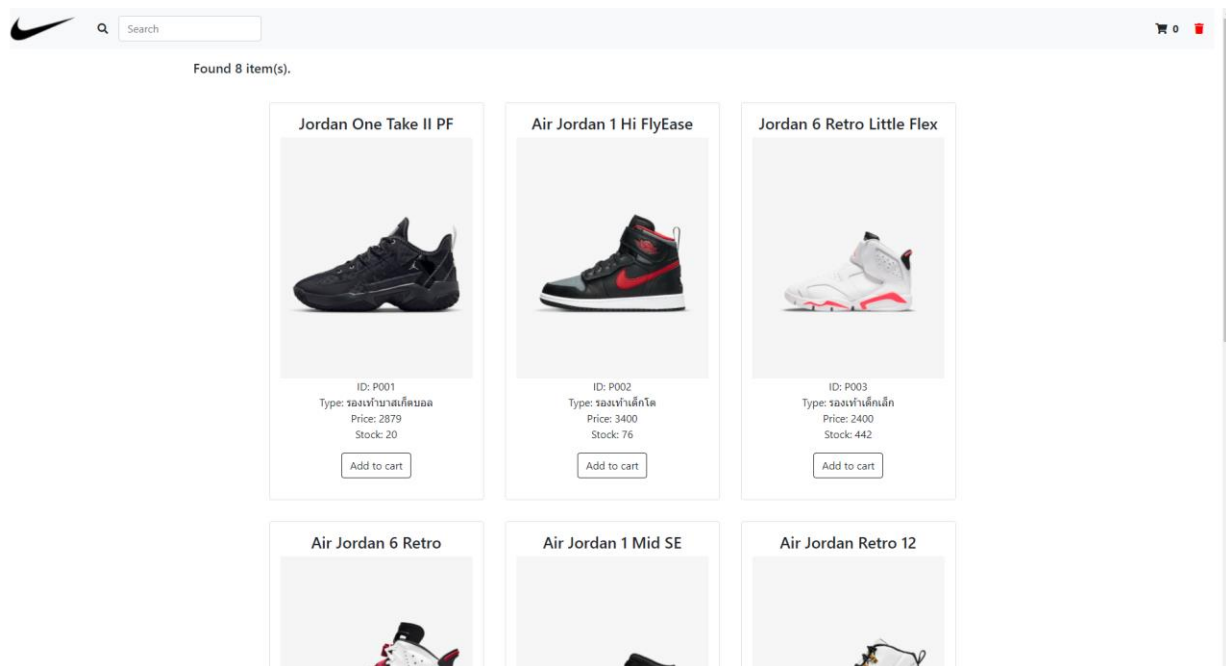 Search
0
Found 8 item(s).
Jordan One Take II PF
Air Jordan 1 Hi FlyEase
Jordan 6 Retro Little Flex
ID: P001
Type: รองเท้าบาสเก็ตบอล
Price: 2879
Stock: 20
Add to cart
ID: P002
Type: รองเท้าเด็กโต
Price: 3400
Stock: 76
Add to cart
ID: P003
Type: รองเท้าเด็กเล็ก
Price: 2400
Stock: 442
Add to cart
Air Jordan 6 Retro
Air Jordan 1 Mid SE
Air Jordan Retro 12